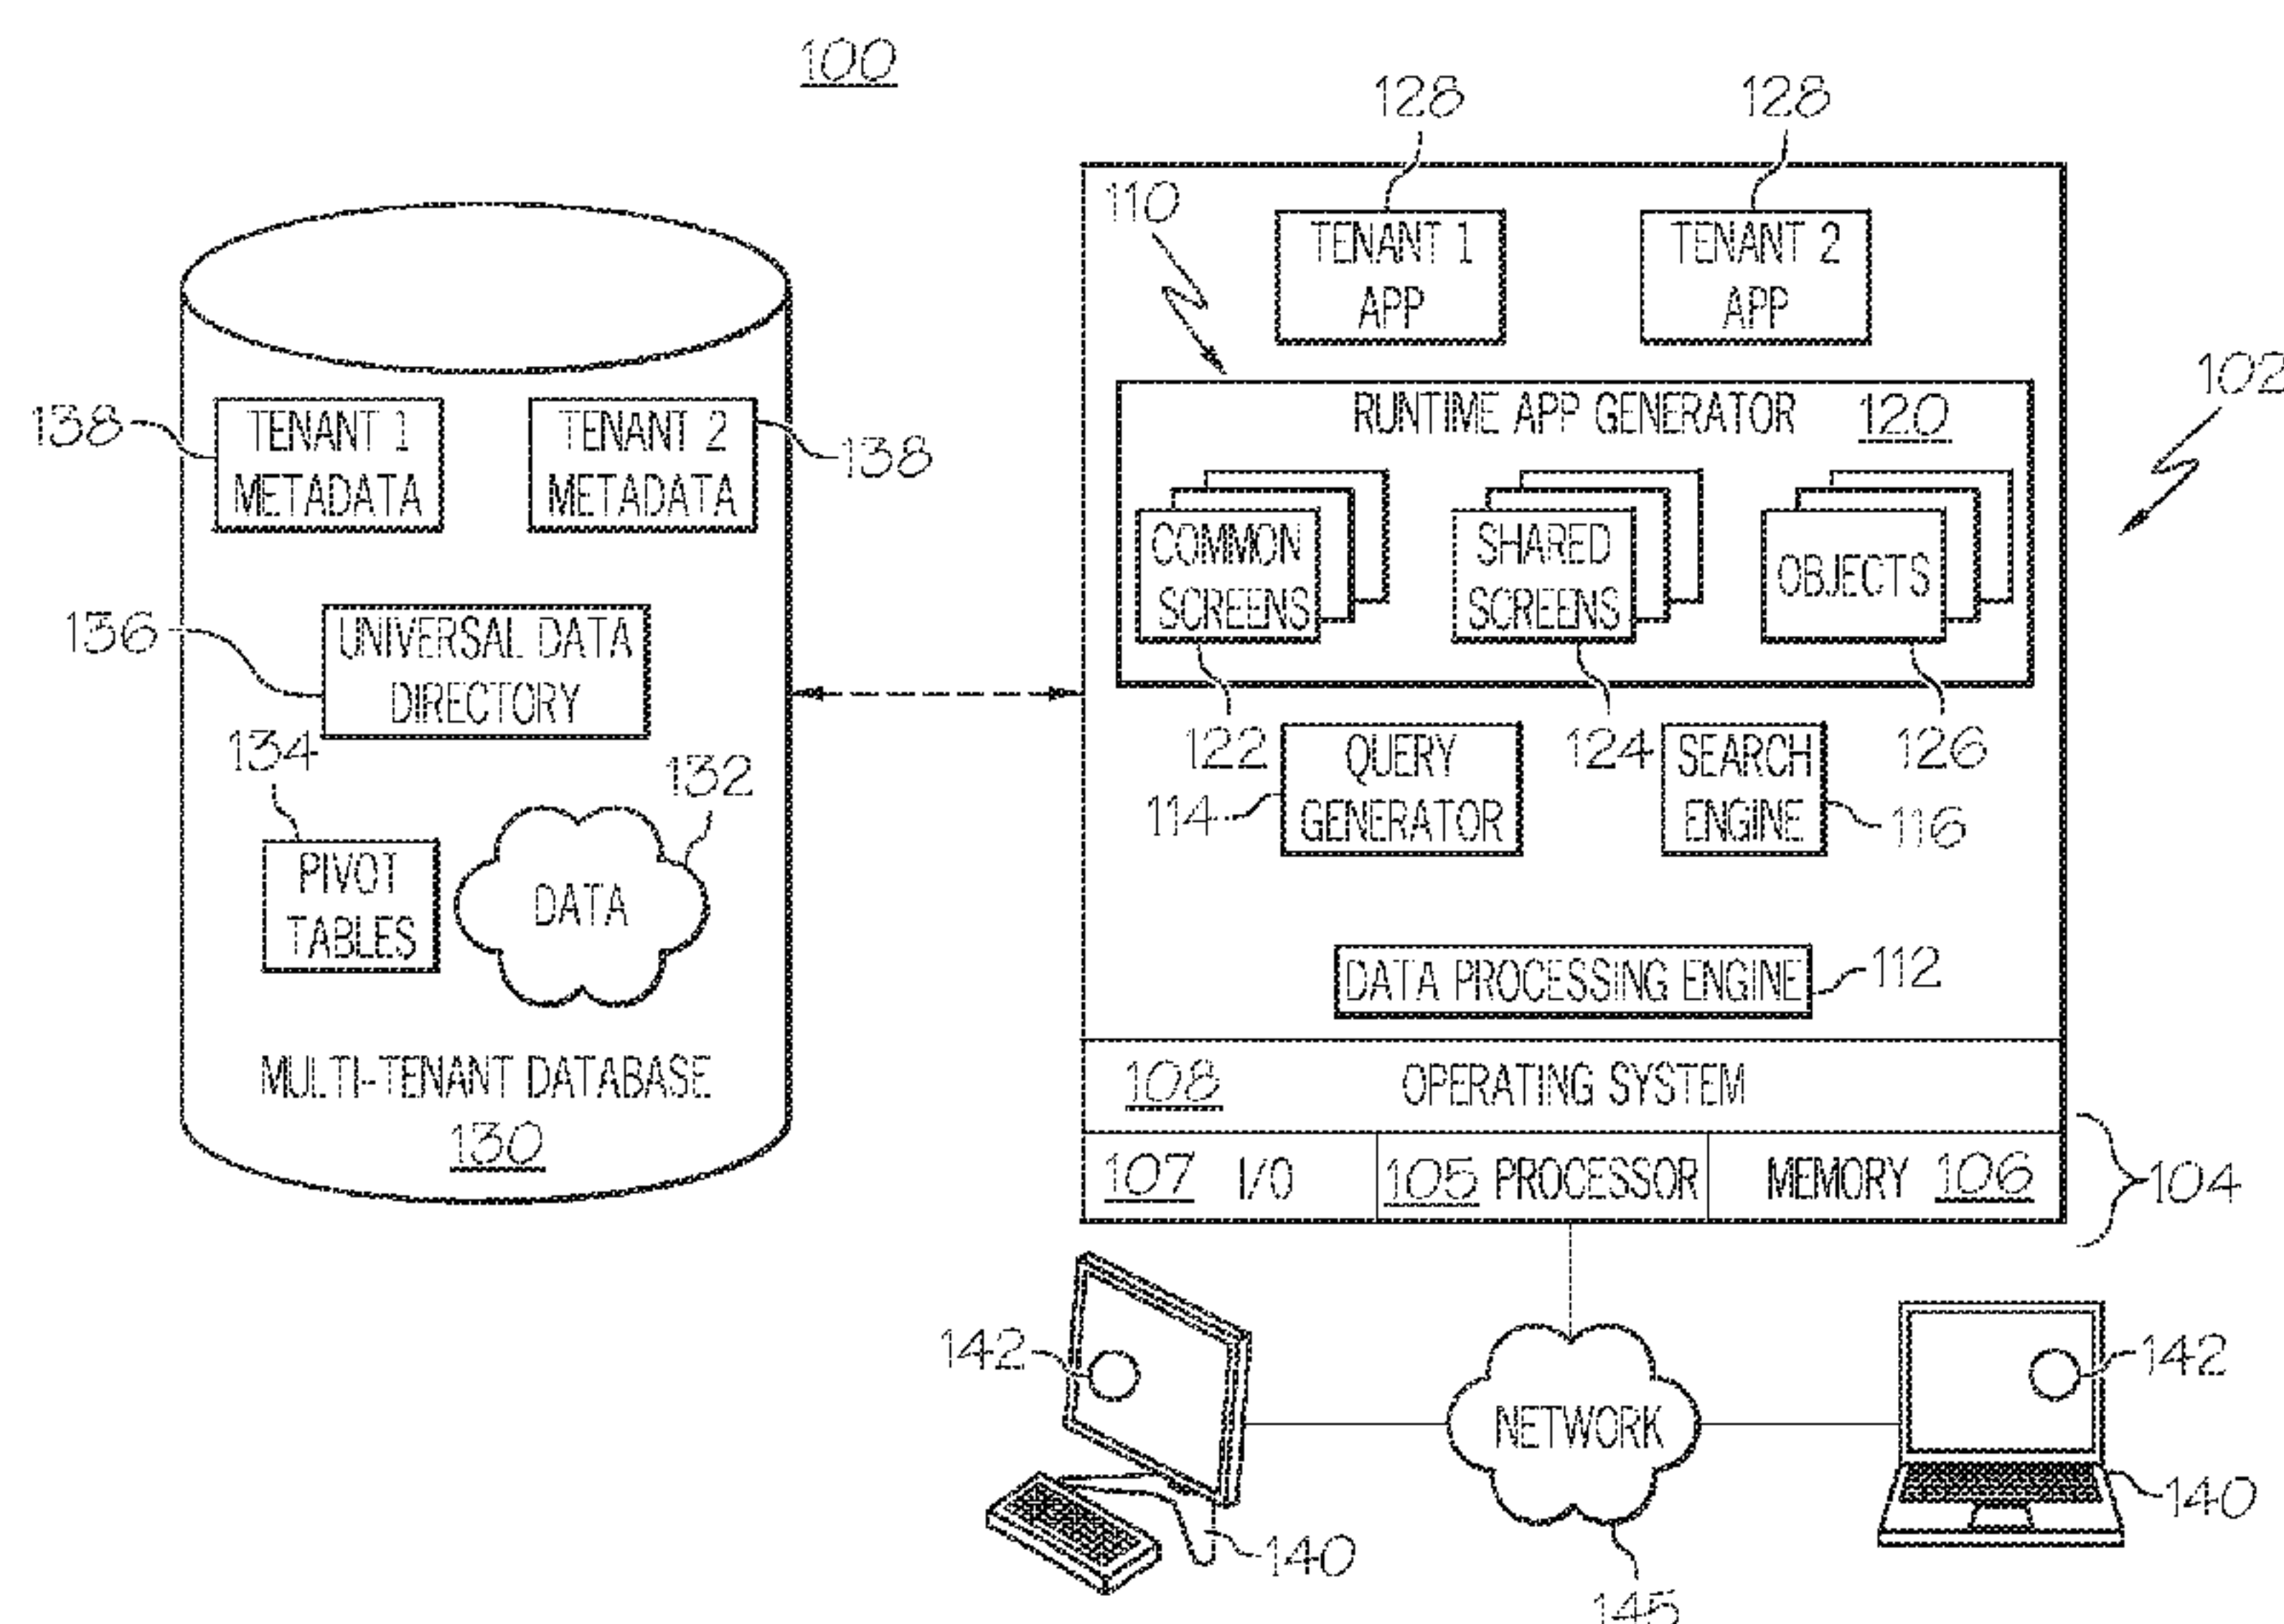 100
128
128
110
TENANT 1
APP
TENANT 2
APP
102
RUNTIME APP GENERATOR 120
COMMON
SCREENS
SHARED
SCREENS
OBJECTS
122
124
126
QUERY
GENERATOR
114
SEARCH
ENGINE
116
DATA PROCESSING ENGINE
112
108 OPERATING SYSTEM
107 I/O
105 PROCESSOR
MEMORY 106
104
138
TENANT 1
METADATA
TENANT 2
METADATA
138
136
UNIVERSAL DATA
DIRECTORY
134
132
PIVOT
TABLES
DATA
MULTI-TENANT DATABASE
130
142
140
NETWORK
145
142
140